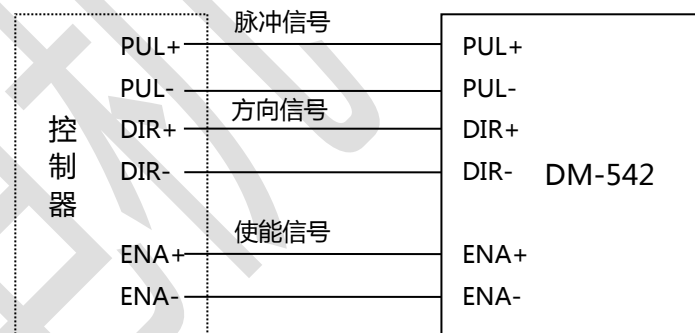 脉冲信号
PUL+ PUL+
PUL- PUL-
方向信号
控制器 DIR+ DIR+
DIR- DIR- DM-542
使能信号
ENA+ ENA+
ENA- ENA-